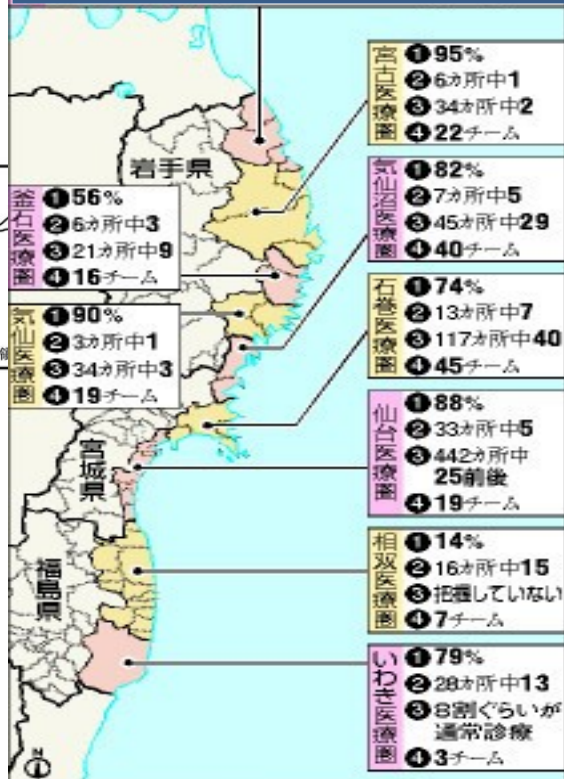 宮古医療圏
❶95%
❷6カ所中1
❸34カ所中2
❹22チーム
岩手県
気仙沼医療圏
❶82%
❷7カ所中5
❸45カ所中29
❹40チーム
釜石医療圏
❶56%
❷6カ所中3
❸21カ所中9
❹16チーム
石巻医療圏
❶74%
❷13カ所中7
❸117カ所中40
❹45チーム
気仙医療圏
❶90%
❷3カ所中1
❸34カ所中3
❹19チーム
仙台医療圏
❶88%
❷33カ所中5
❸442カ所中
25前後
❹19チーム
宮城県
相双医療圏
❶14%
❷16カ所中15
❸把握していない
❹7チーム
福島県
いわき医療圏
❶79%
❷28カ所中13
❸8割ぐらいが
通常診療
❹3チーム
N